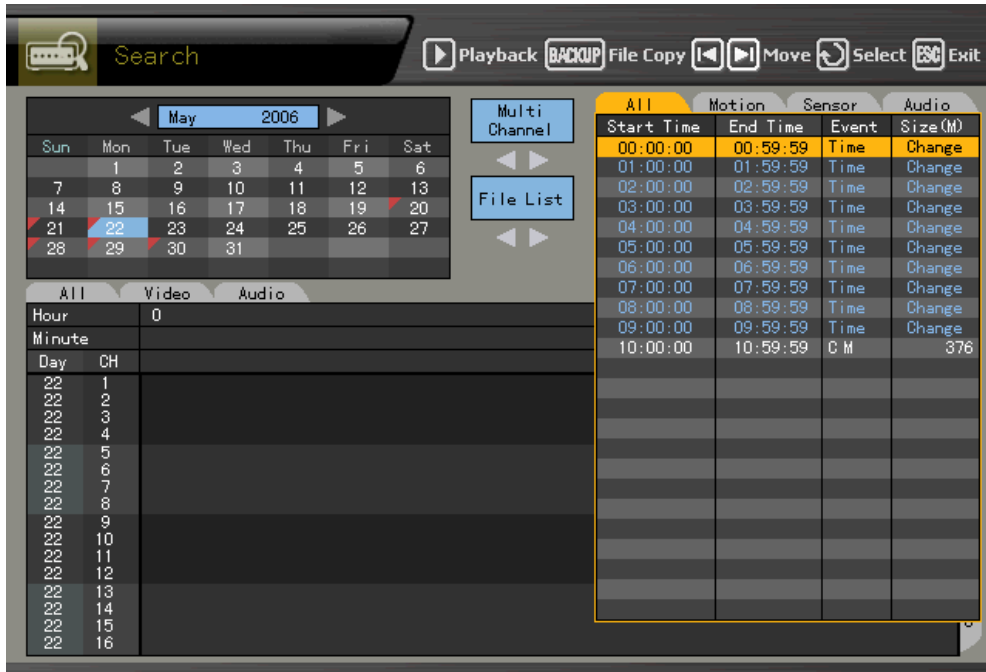 Search
Playback BACKUP File Copy Move Select ESC Exit
May 2006
Sun Mon Tue Wed Thu Fri Sat
1 2 3 4 5 6
7 8 9 10 11 12 13
14 15 16 17 18 19 20
21 22 23 24 25 26 27
28 29 30 31
Multi
Channel
File List
All Motion Sensor Audio
Start Time End Time Event Size(M)
00:00:00 00:59:59 Time Change
01:00:00 01:59:59 Time Change
02:00:00 02:59:59 Time Change
03:00:00 03:59:59 Time Change
04:00:00 04:59:59 Time Change
05:00:00 05:59:59 Time Change
06:00:00 06:59:59 Time Change
07:00:00 07:59:59 Time Change
08:00:00 08:59:59 Time Change
09:00:00 09:59:59 Time Change
10:00:00 10:59:59 C M 376
All Video Audio
Hour 0
Minute
Day CH
22 1
22 2
22 3
22 4
22 5
22 6
22 7
22 8
22 9
22 10
22 11
22 12
22 13
22 14
22 15
22 16